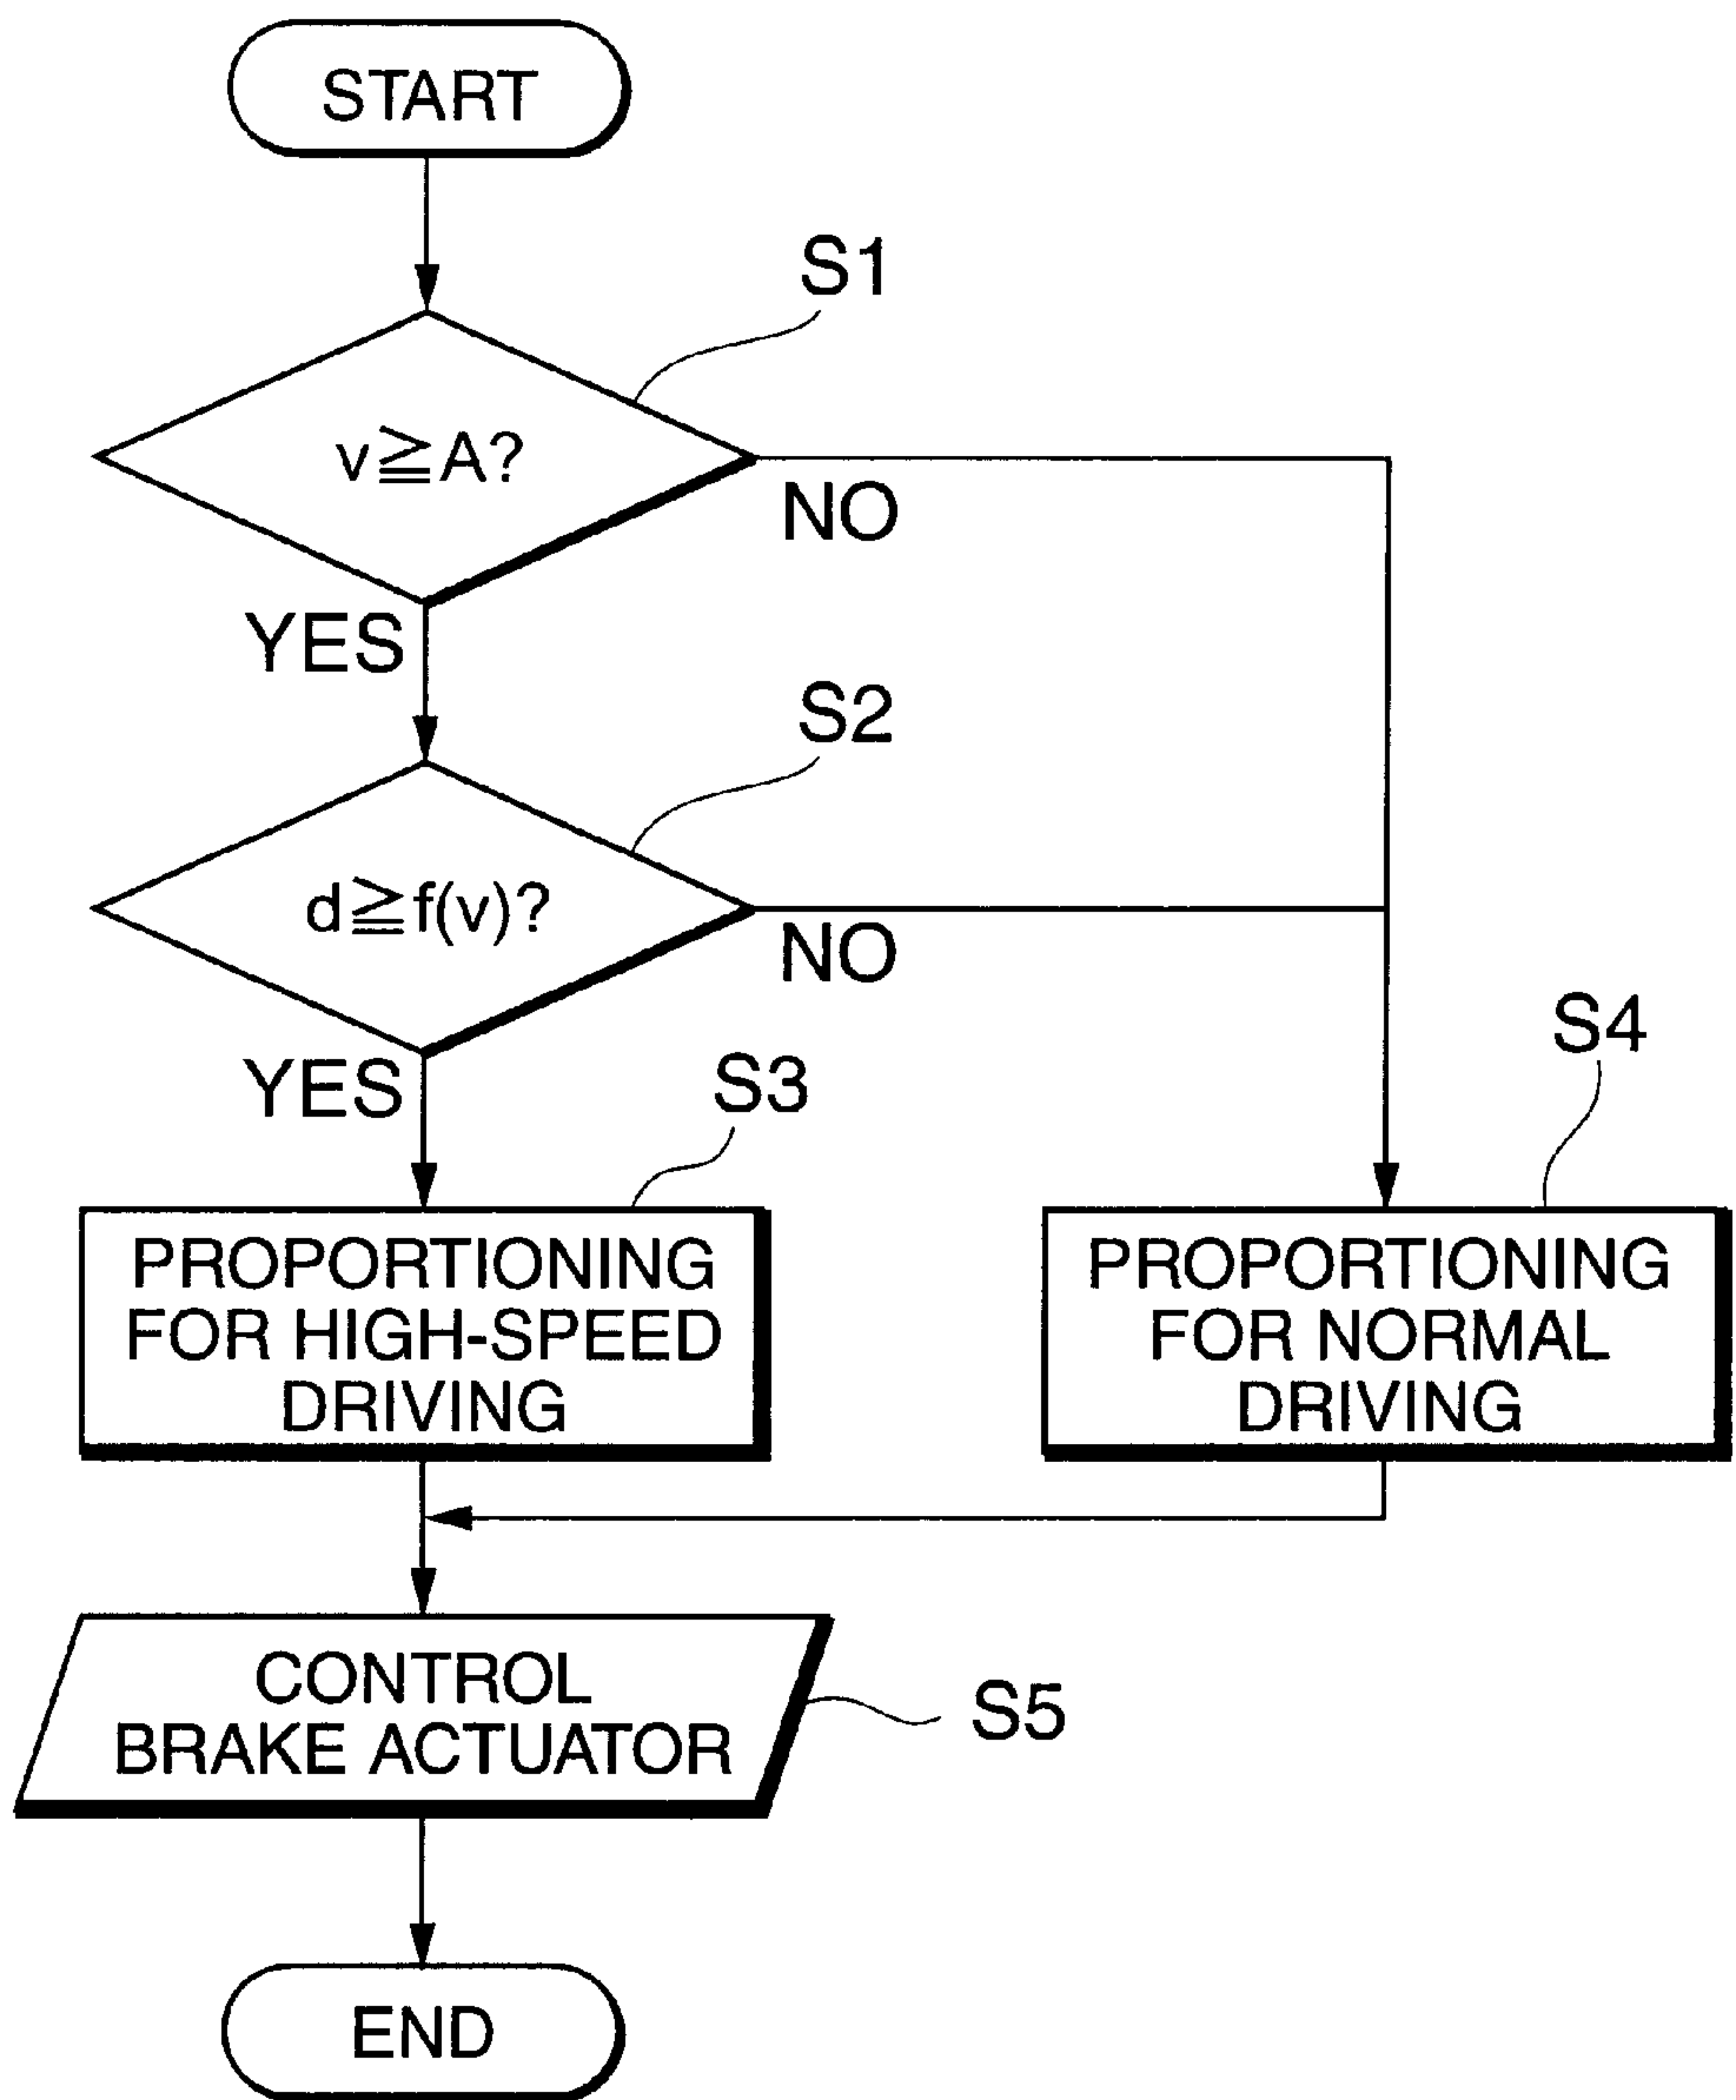 START
S1
v≧A?
NO
YES
S2
d≧f(v)?
NO
YES
S3
S4
PROPORTIONING
FOR HIGH-SPEED
DRIVING
PROPORTIONING
FOR NORMAL
DRIVING
CONTROL
BRAKE ACTUATOR
S5
END